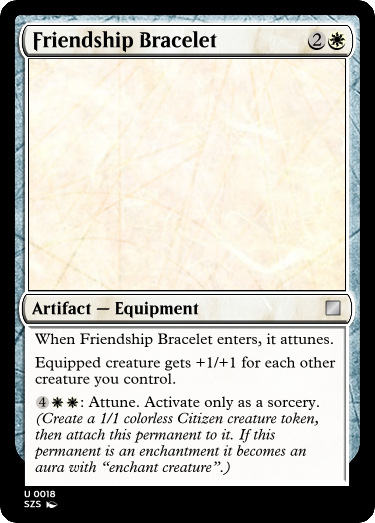 Friendship Bracelet 2
Artifact — Equipment
When Friendship Bracelet enters, it attunes.
Equipped creature gets +1/+1 for each other
creature you control.
4: Attune. Activate only as a sorcery.
(Create a 1/1 colorless Citizen creature token,
then attach this permanent to it. If this
permanent is an enchantment it becomes an
aura with “enchant creature”.)
U 0018
SZS